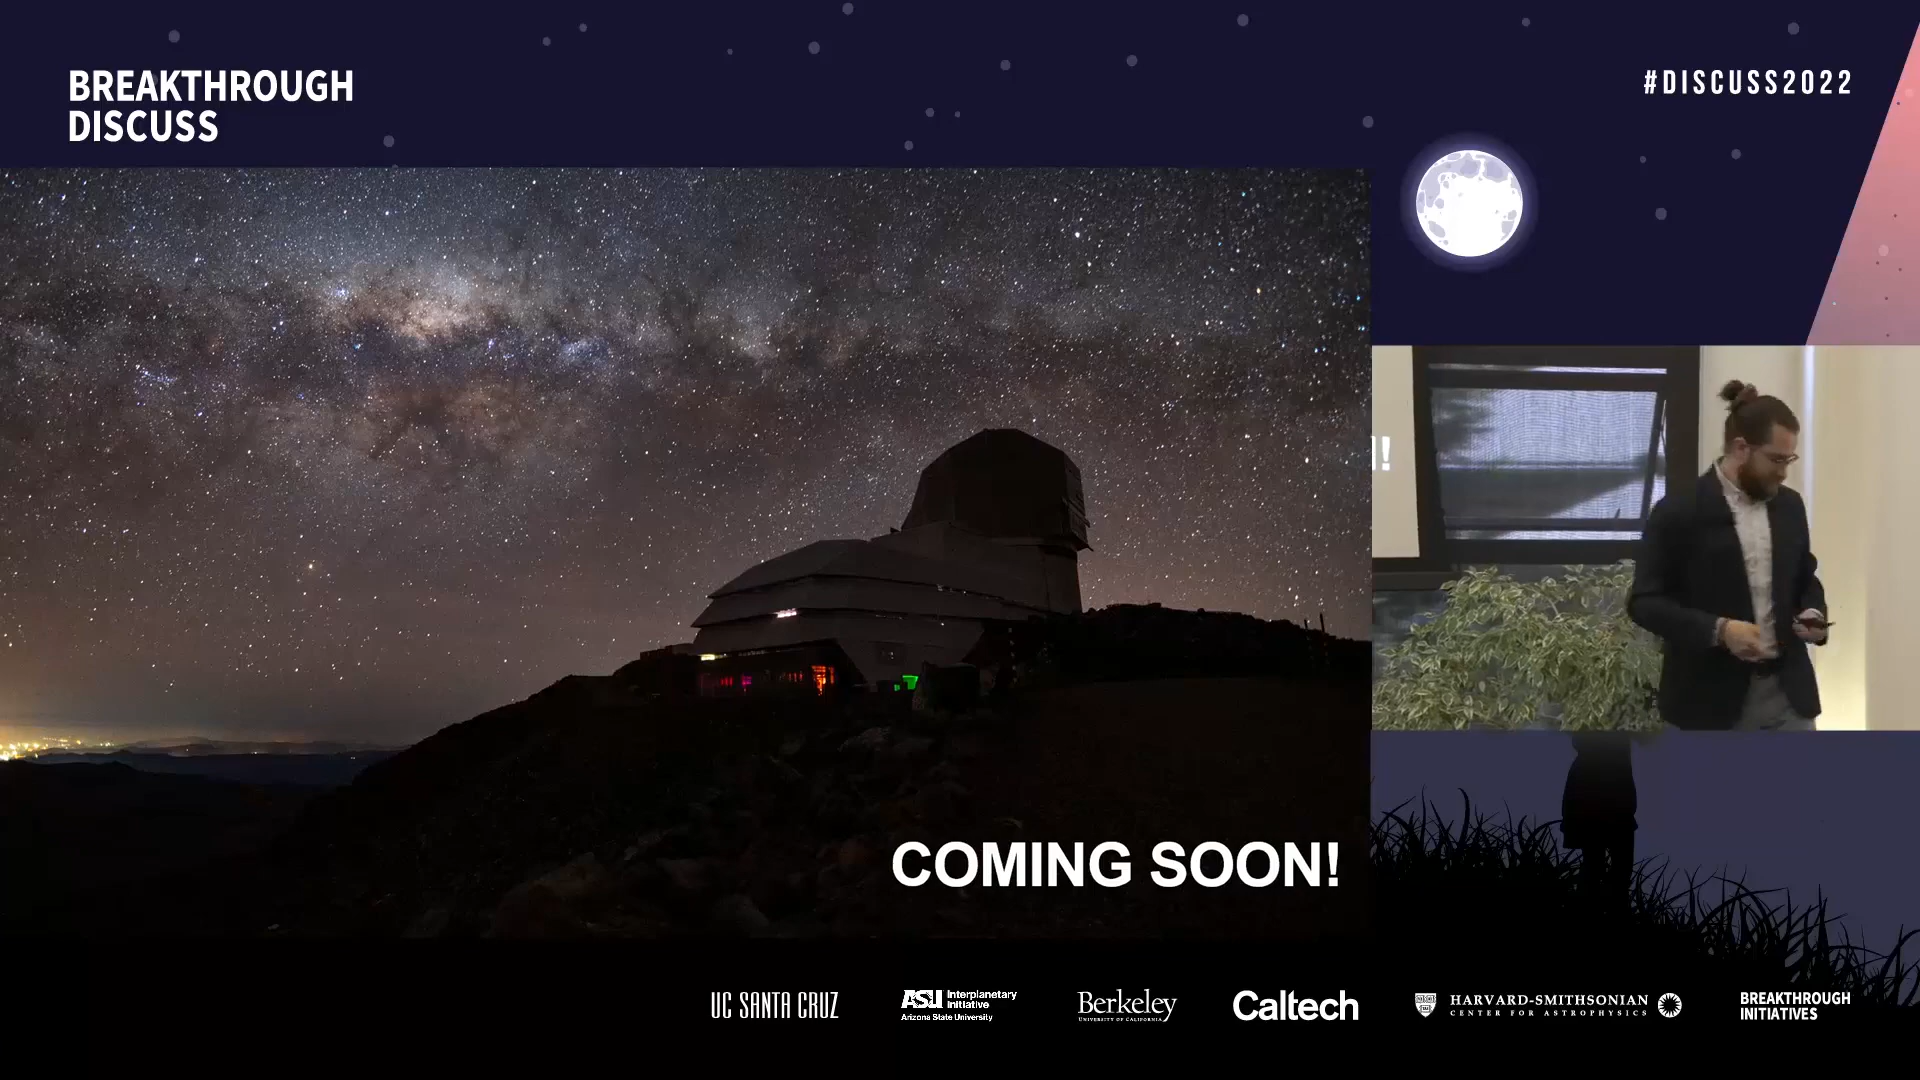 BREAKTHROUGH
DISCUSS
#DISCUSS2022
!
COMING SOON!
UC SANTA CRUZ
ASU Interplanetary
Initiative
Arizona State University
Berkeley
UNIVERSITY OF CALIFORNIA
Caltech
HARVARD-SMITHSONIAN
CENTER FOR ASTROPHYSICS
BREAKTHROUGH
INITIATIVES